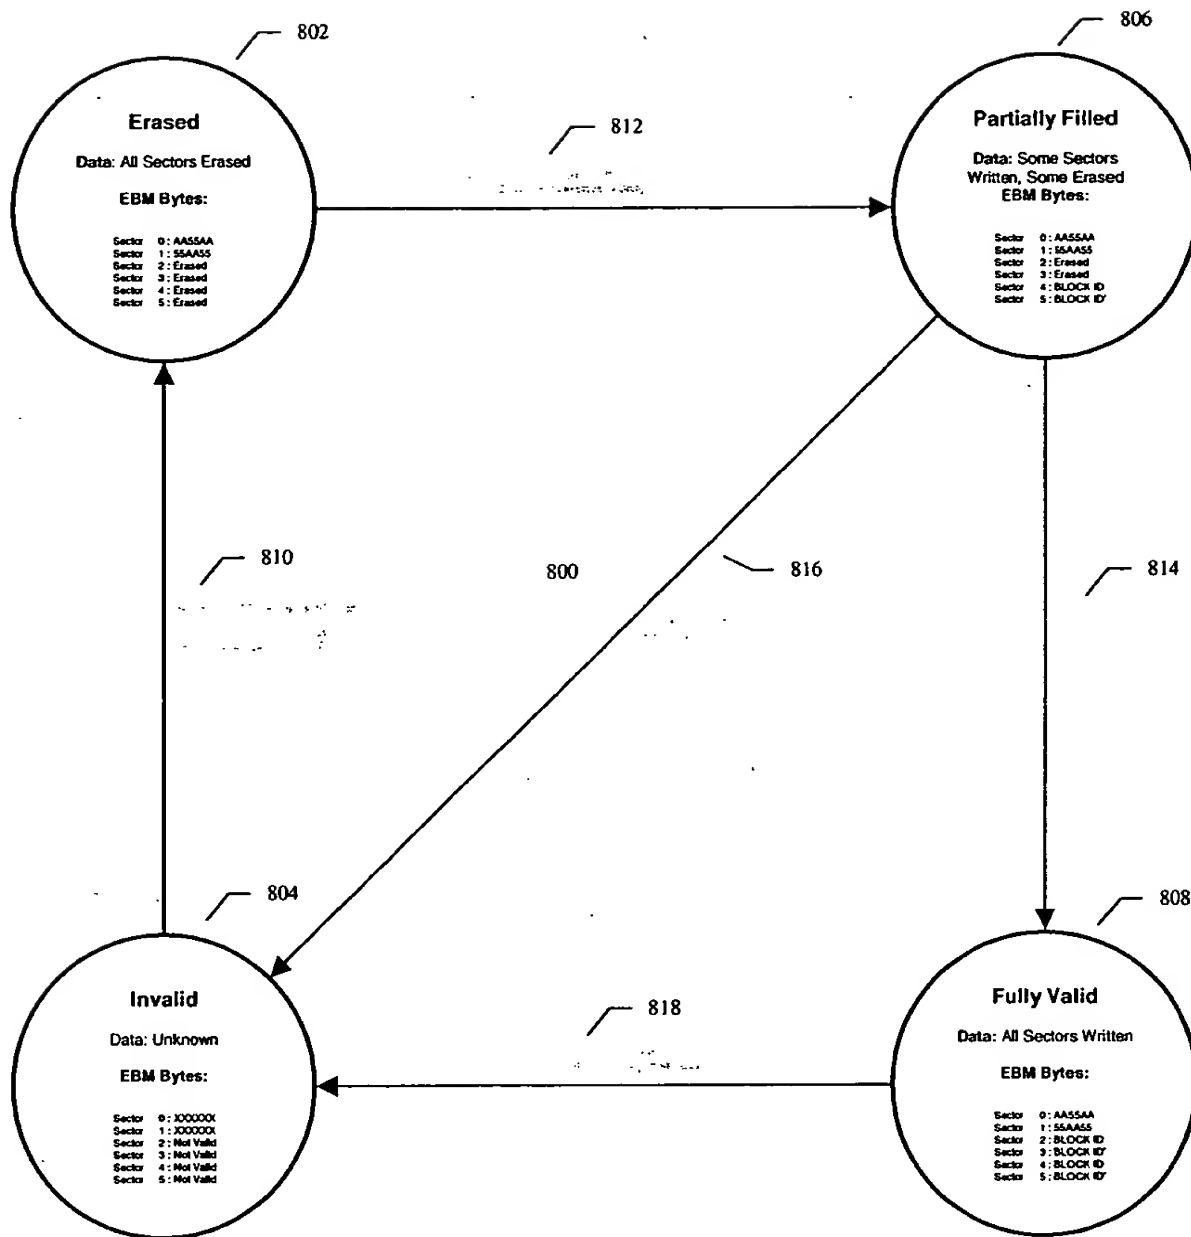 802
Erased
Data: All Sectors Erased
EBM Bytes:
Sector 0 : AA55AA
Sector 1 : 55AA55
Sector 2 : Erased
Sector 3 : Erased
Sector 4 : Erased
Sector 5 : Erased
812
806
Partially Filled
Data: Some Sectors
Written, Some Erased
EBM Bytes:
Sector 0 : AA55AA
Sector 1 : 55AA55
Sector 2 : Erased
Sector 3 : Erased
Sector 4 : BLOCK ID
Sector 5 : BLOCK ID'
810
800
816
814
804
Invalid
Data: Unknown
EBM Bytes:
Sector 0 : XXXXXX
Sector 1 : XXXXXX
Sector 2 : Not Valid
Sector 3 : Not Valid
Sector 4 : Not Valid
Sector 5 : Not Valid
818
808
Fully Valid
Data: All Sectors Written
EBM Bytes:
Sector 0 : AA55AA
Sector 1 : 55AA55
Sector 2 : BLOCK ID
Sector 3 : BLOCK ID'
Sector 4 : BLOCK ID
Sector 5 : BLOCK ID'